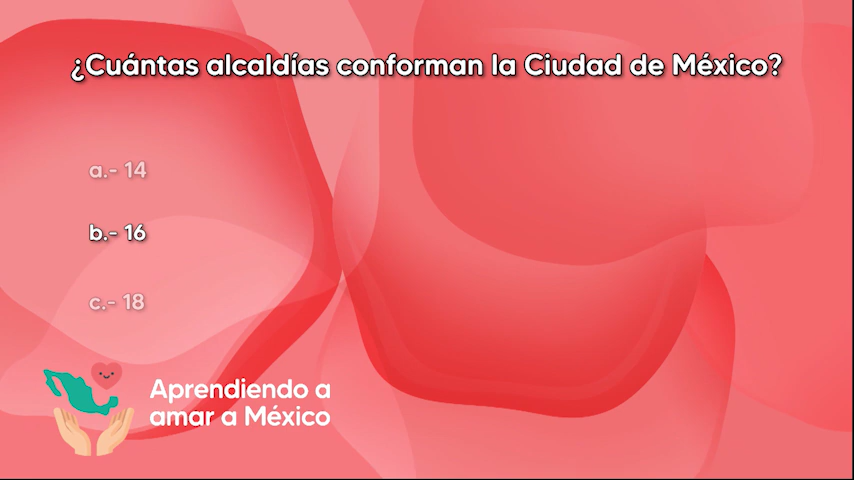 ¿Cuántas alcaldías conforman la Ciudad de México?
a.- 14
b.- 16
c.- 18
Aprendiendo a
amar a México